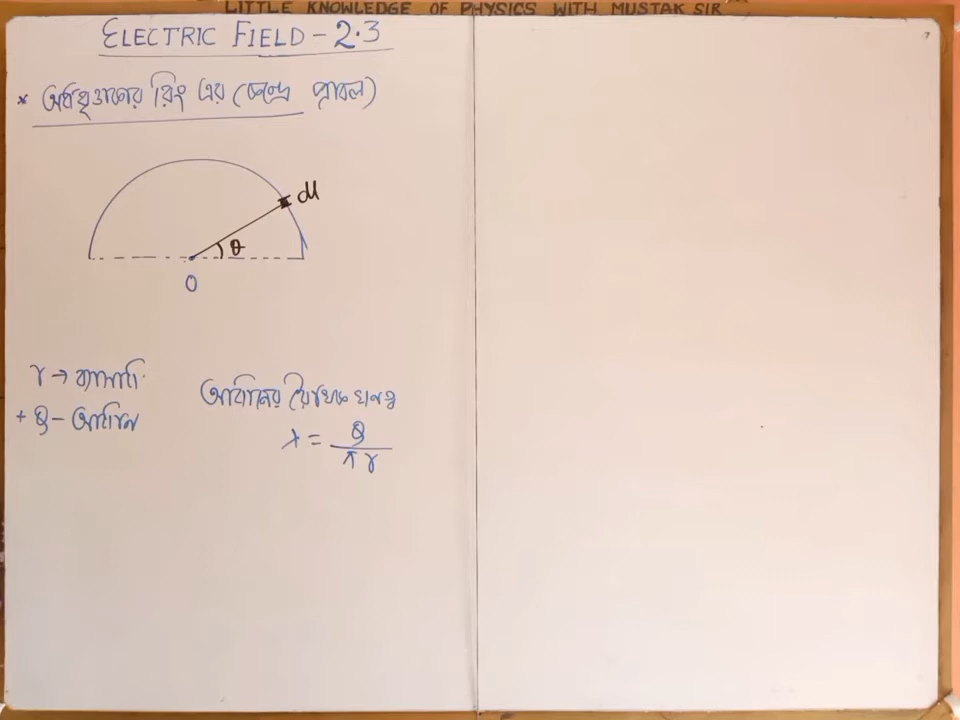 LITTLE KNOWLEDGE OF PHYSICS WITH MUSTAK SIR
ELECTRIC FIELD - 2.3
* অর্ধবৃত্তাকার রিং এর (কেন্দ্রে প্রাবল্য)
dl
θ
O
r → ব্যাসার্ধ
+ Q - আধান
আধানের রৈখিক ঘনত্ব
λ = Q / πr